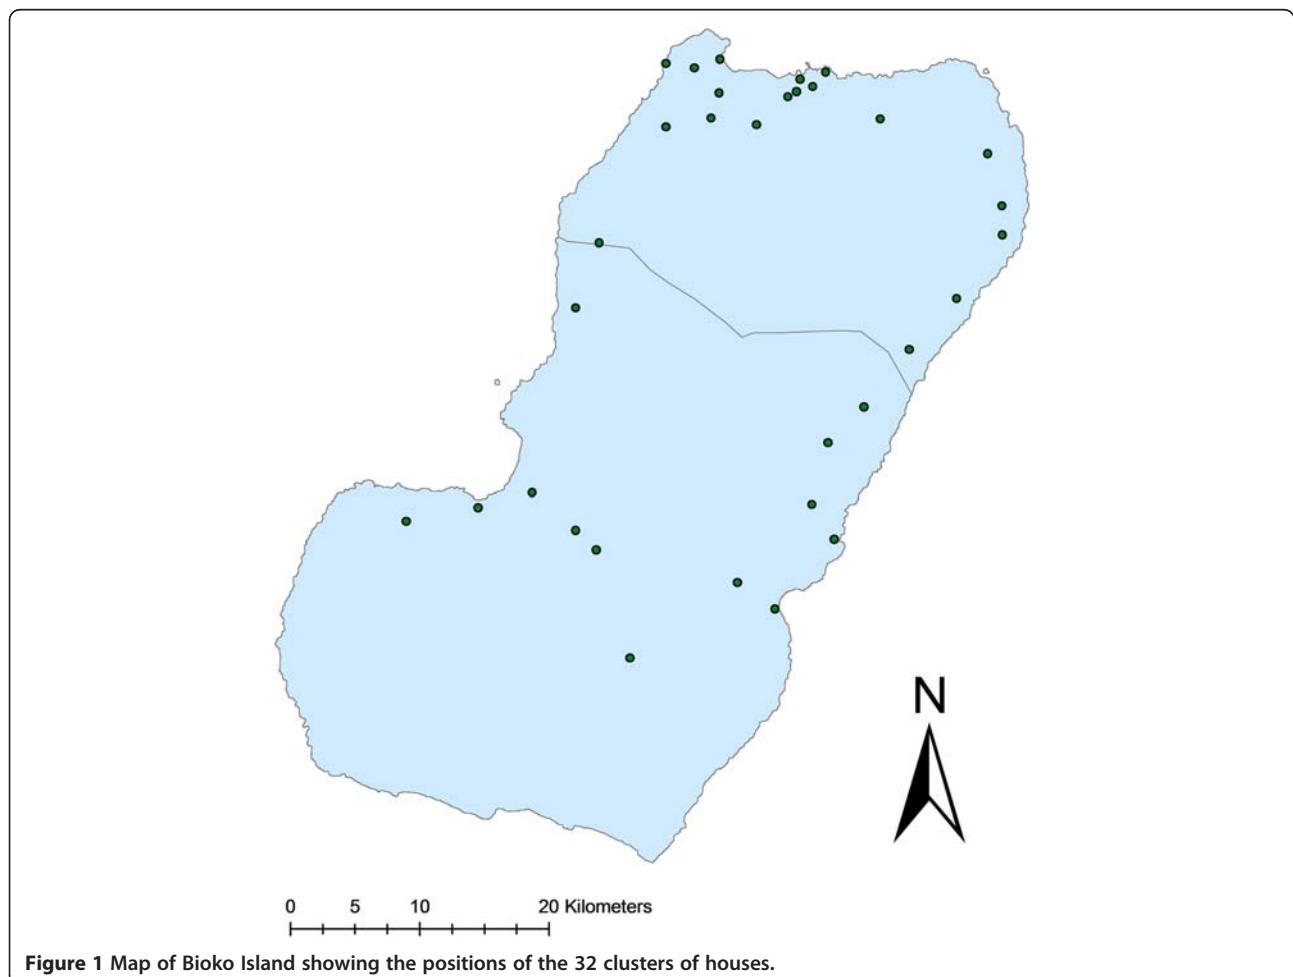 N
0 5 10 20 Kilometers
Figure 1 Map of Bioko Island showing the positions of the 32 clusters of houses.